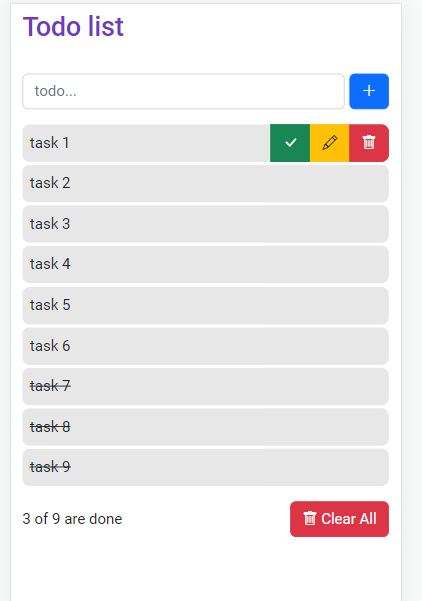 Todo list
todo...
task 1
task 2
task 3
task 4
task 5
task 6
task 7
task 8
task 9
3 of 9 are done
Clear All